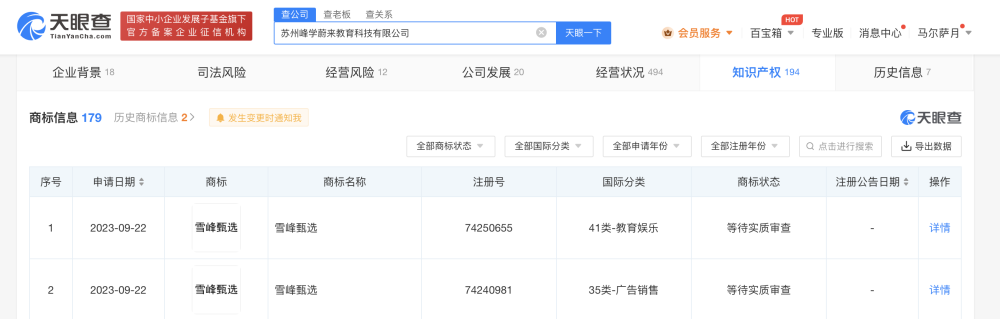 天眼查
TianYanCha.com
国家中小企业发展子基金旗下
官方备案企业征信机构
查公司 查老板 查关系
苏州峰学蔚来教育科技有限公司
天眼一下
会员服务 百宝箱 HOT 专业版 消息中心 马尔萨月
企业背景 18 司法风险 经营风险 12 公司发展 20 经营状况 494 知识产权 194 历史信息 7
商标信息 179 历史商标信息 2 > 发生变更时通知我 天眼查
全部商标状态 全部国际分类 全部申请年份 全部注册年份 点击进行搜索 导出数据
序号 申请日期 商标 商标名称 注册号 国际分类 商标状态 注册公告日期 操作
1 2023-09-22 雪峰甄选 雪峰甄选 74250655 41类-教育娱乐 等待实质审查 - 详情
2 2023-09-22 雪峰甄选 雪峰甄选 74240981 35类-广告销售 等待实质审查 - 详情